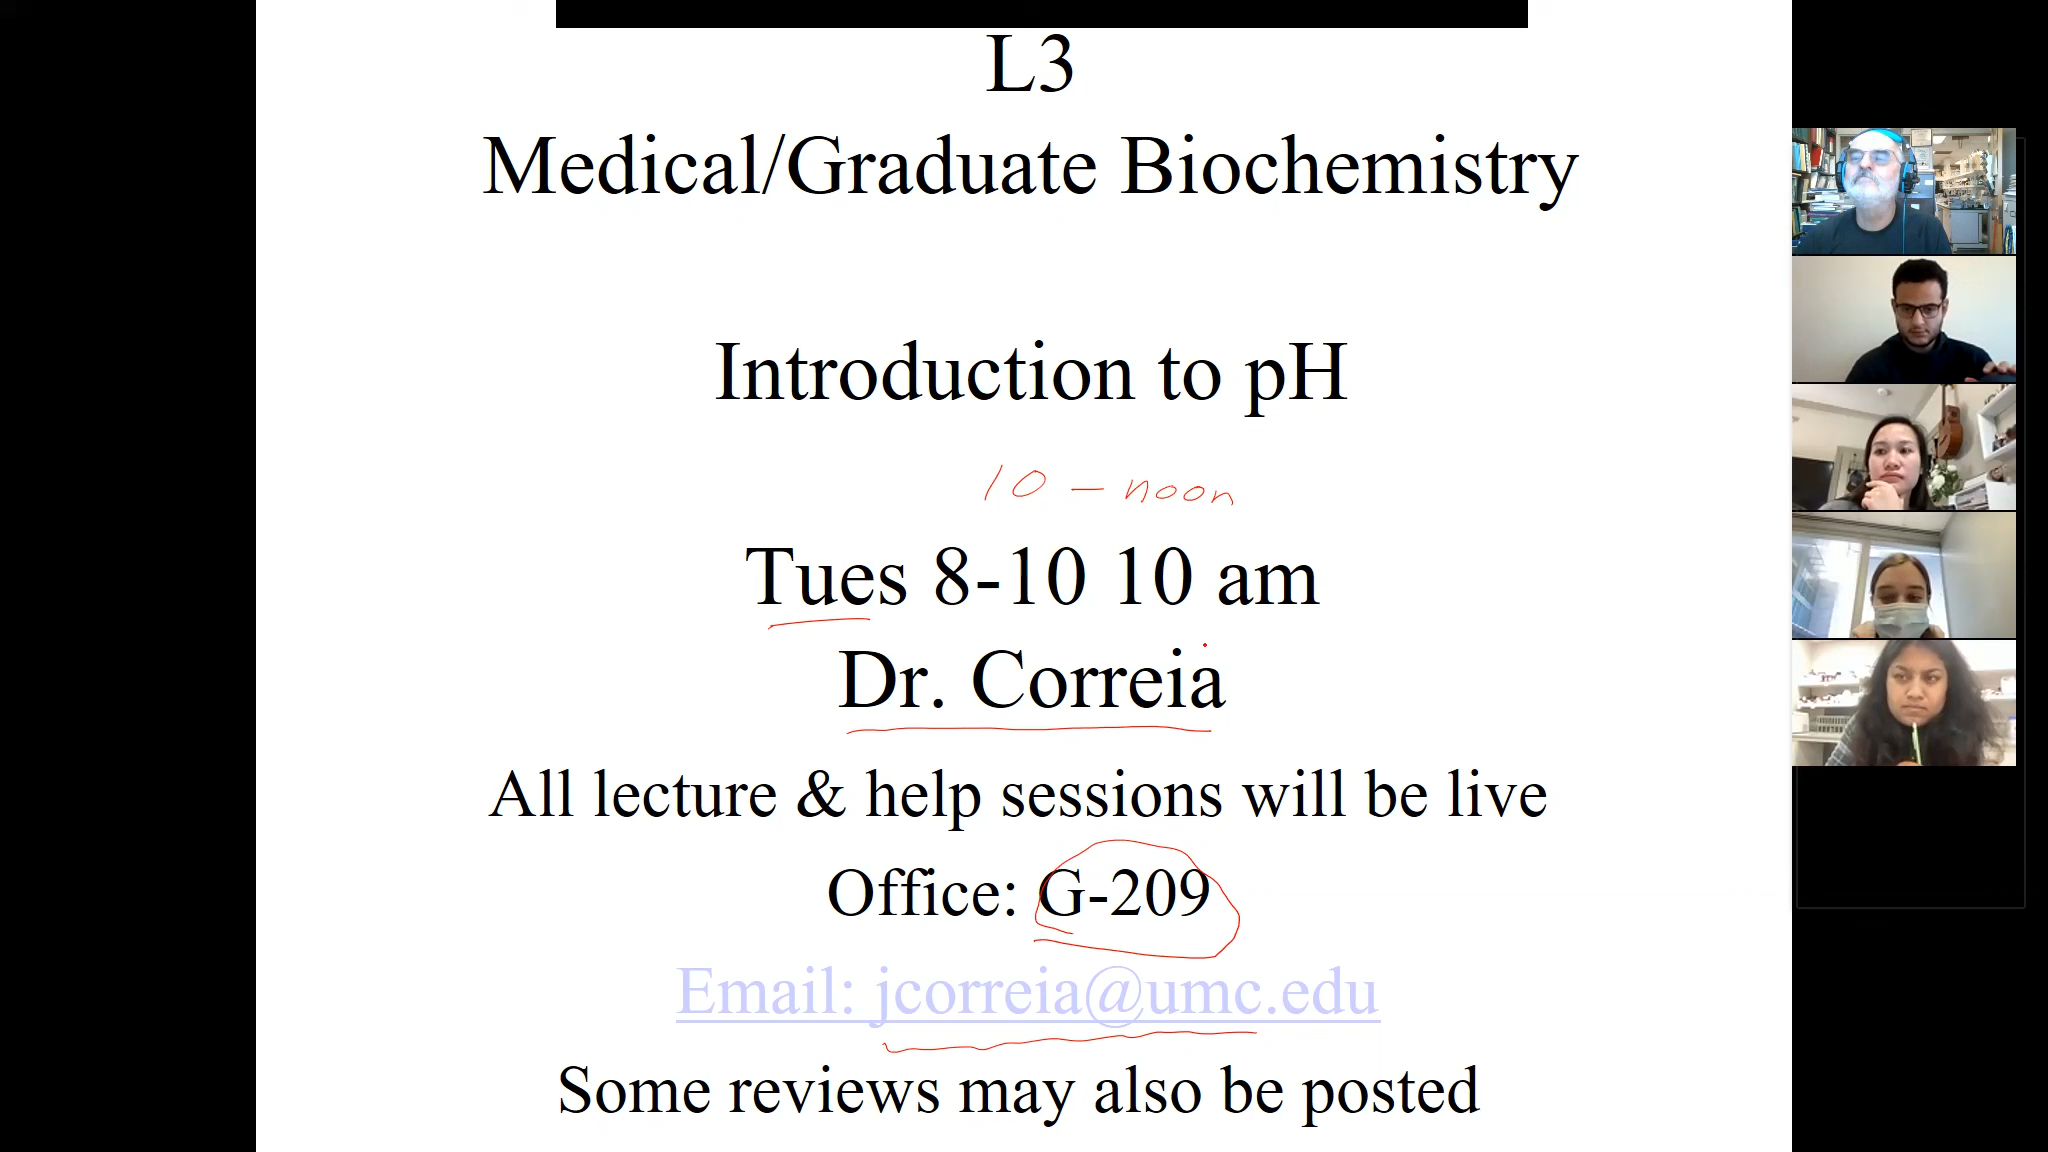 L3
Medical/Graduate Biochemistry
Introduction to pH
10 – noon
Tues 8-10 10 am
Dr. Correia
All lecture & help sessions will be live
Office: G-209
Email: jcorreia@umc.edu
Some reviews may also be posted